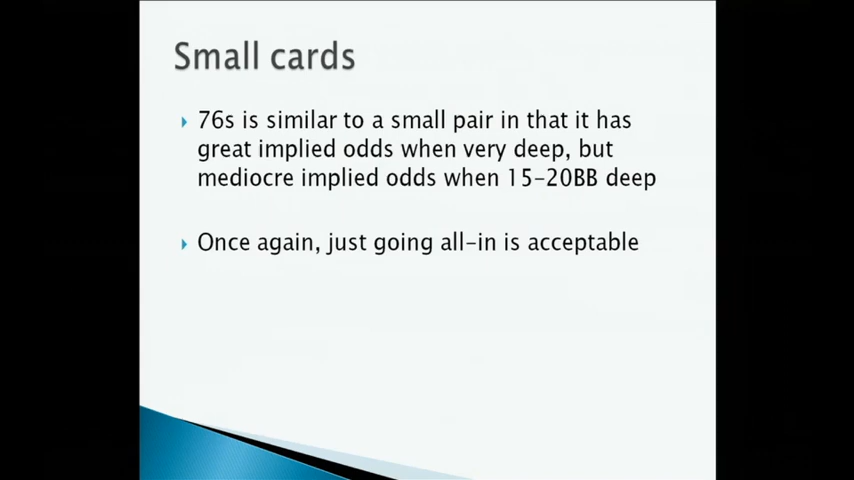 Small cards
76s is similar to a small pair in that it has
great implied odds when very deep, but
mediocre implied odds when 15-20BB deep
Once again, just going all-in is acceptable